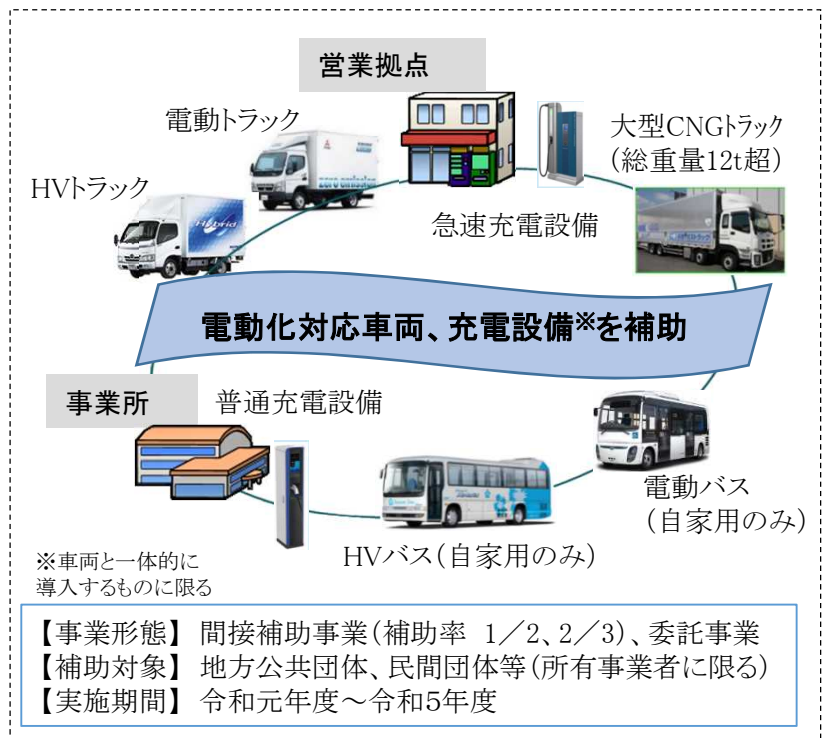 営業拠点
電動トラック
大型CNGトラック
（総重量12t超）
HVトラック
zero emission
Hybrid
急速充電設備
電動化対応車両、充電設備※を補助
事業所
普通充電設備
電動バス
（自家用のみ）
HVバス（自家用のみ）
※車両と一体的に
導入するものに限る
【事業形態】 間接補助事業（補助率 1／2、2／3）、委託事業
【補助対象】 地方公共団体、民間団体等（所有事業者に限る）
【実施期間】 令和元年度～令和5年度